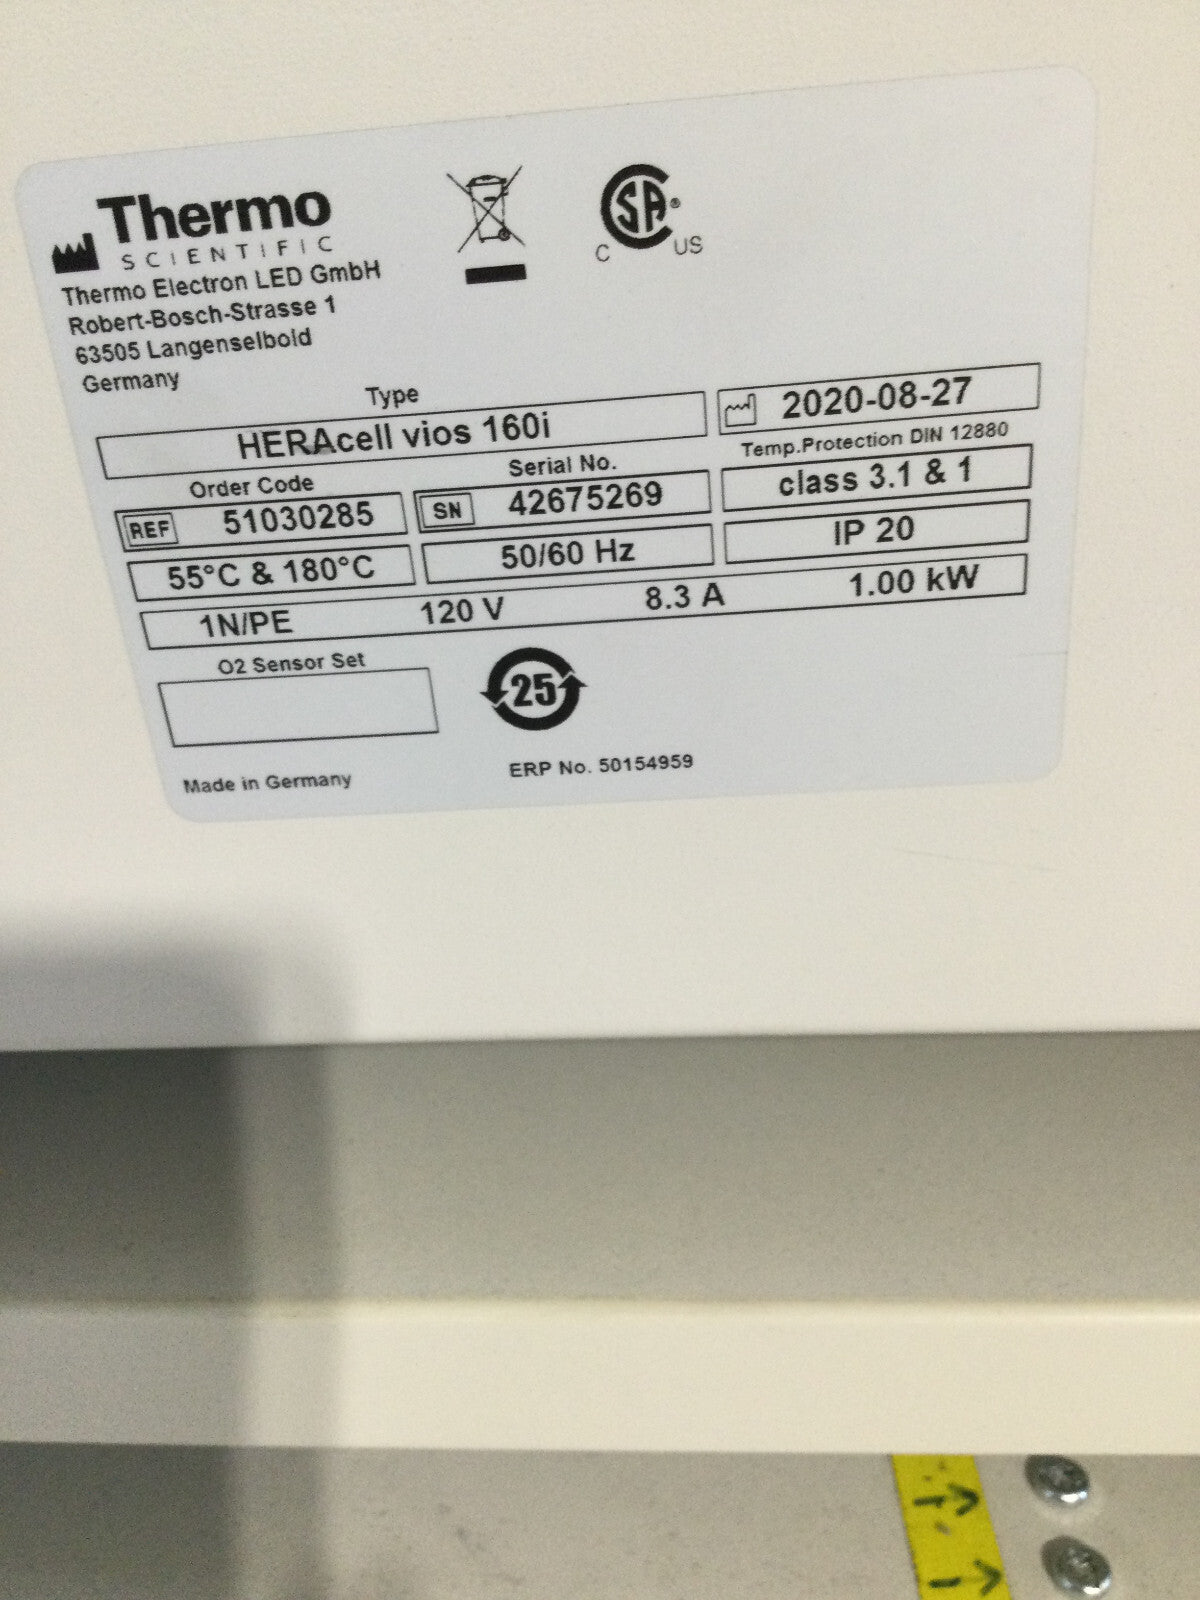 Thermo
SCIENTIFIC
Thermo Electron LED GmbH
Robert-Bosch-Strasse 1
63505 Langenselbold
Germany
CSA®
C US
Type
HERAcell vios 160i
2020-08-27
Order Code
Serial No.
Temp.Protection DIN 12880
REF 51030285
SN 42675269
class 3.1 & 1
55°C & 180°C
50/60 Hz
IP 20
1N/PE 120 V 8.3 A 1.00 kW
O2 Sensor Set
25
Made in Germany
ERP No. 50154959